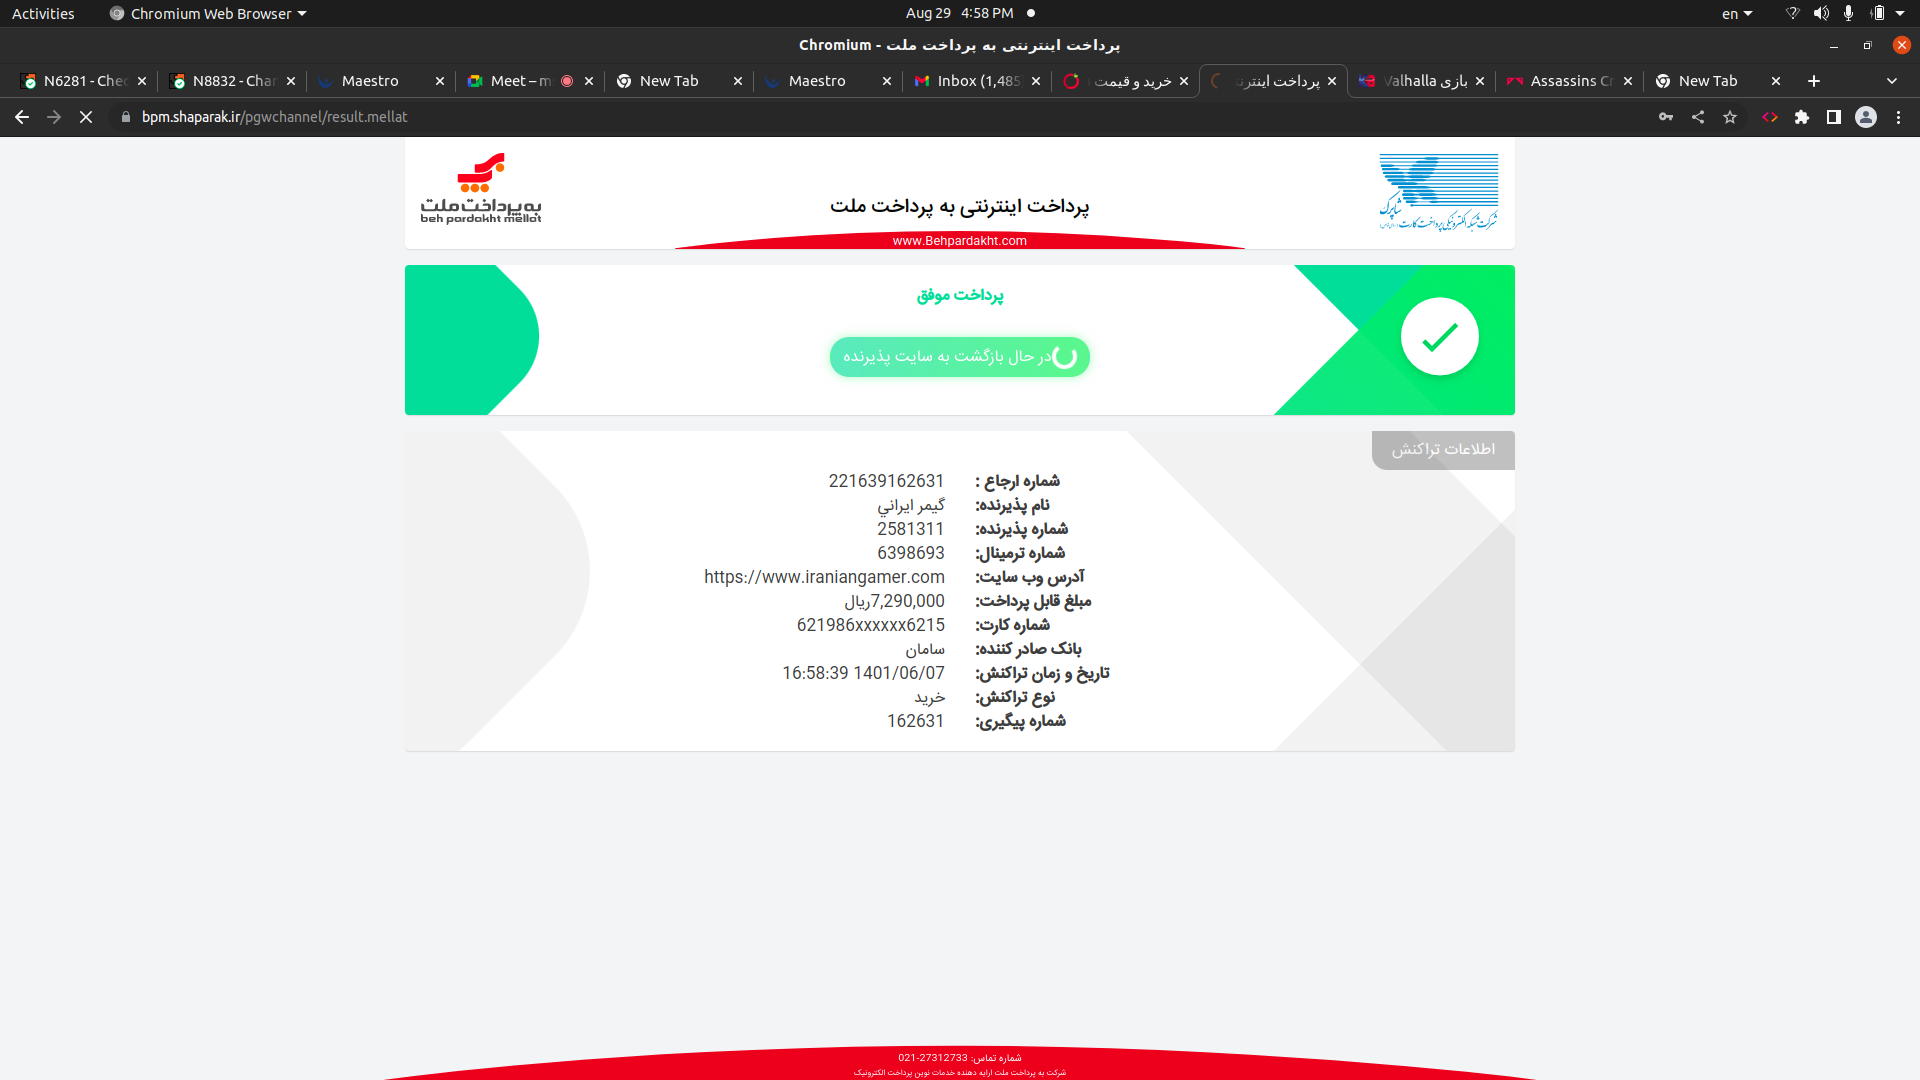 Activities
Chromium Web Browser
Aug 29 4:58 PM
en
پرداخت اینترنتی به پرداخت ملت - Chromium
N6281 - Chec
N8832 - Char
Maestro
Meet – m
New Tab
Maestro
Inbox (1,485
خرید و قیمت
پرداخت اینترنت
بازی Valhalla
Assassins Cr
New Tab
bpm.shaparak.ir/pgwchannel/result.mellat
به پرداخت ملت
beh pardakht mellat
پرداخت اینترنتی به پرداخت ملت
www.Behpardakht.com
شاپرک
شرکت شبکه الکترونیکی پرداخت کارت
پرداخت موفق
در حال بازگشت به سایت پذیرنده
اطلاعات تراکنش
شماره ارجاع : 221639162631
نام پذیرنده: گیمر ايراني
شماره پذیرنده: 2581311
شماره ترمینال: 6398693
آدرس وب سایت: https://www.iraniangamer.com
مبلغ قابل پرداخت: 7,290,000ریال
شماره کارت: 621986xxxxxx6215
بانک صادر کننده: سامان
تاریخ و زمان تراکنش: 1401/06/07 16:58:39
نوع تراکنش: خرید
شماره پیگیری: 162631
شماره تماس: 27312733-021
شرکت به پرداخت ملت ارایه دهنده خدمات نوین پرداخت الکترونیک